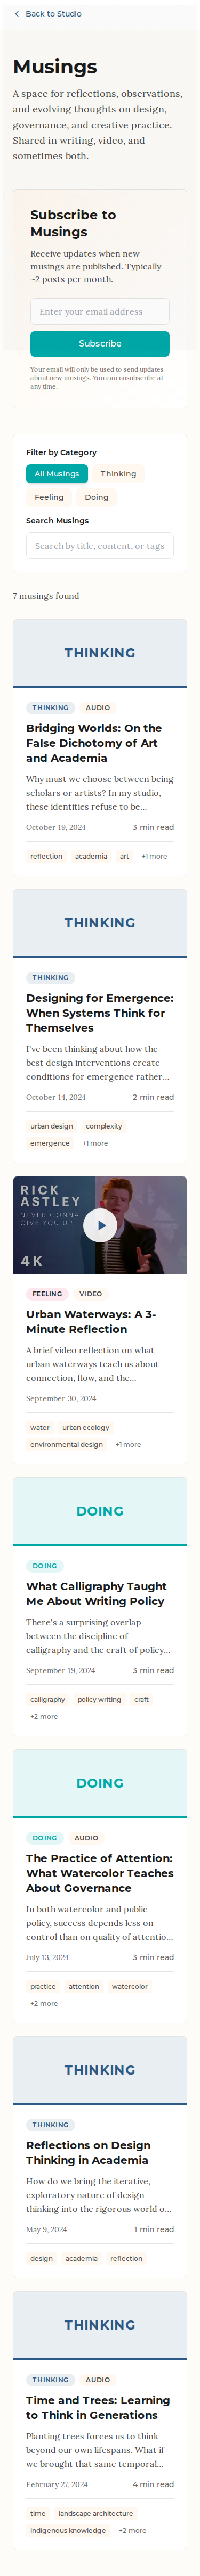 Back to Studio
Musings
A space for reflections, observations,
and evolving thoughts on design,
governance, and creative practice.
Shared in writing, video, and
sometimes both.
Subscribe to
Musings
Receive updates when new
musings are published. Typically
~2 posts per month.
Enter your email address
Subscribe
Your email will only be used to send updates
about new musings. You can unsubscribe at
any time.
Filter by Category
All Musings Thinking
Feeling Doing
Search Musings
Search by title, content, or tags
7 musings found
THINKING
THINKING AUDIO
Bridging Worlds: On the
False Dichotomy of Art
and Academia
Why must we choose between being
scholars or artists? In my studio,
these identities refuse to be…
October 19, 2024 3 min read
reflection academia art +1 more
THINKING
THINKING
Designing for Emergence:
When Systems Think for
Themselves
I've been thinking about how the
best design interventions create
conditions for emergence rather…
October 14, 2024 2 min read
urban design complexity
emergence +1 more
RICK
ASTLEY
NEVER GONNA
GIVE YOU UP
4K
FEELING VIDEO
Urban Waterways: A 3-
Minute Reflection
A brief video reflection on what
urban waterways teach us about
connection, flow, and the…
September 30, 2024
water urban ecology
environmental design +1 more
DOING
DOING
What Calligraphy Taught
Me About Writing Policy
There's a surprising overlap
between the discipline of
calligraphy and the craft of policy…
September 19, 2024 3 min read
calligraphy policy writing craft
+2 more
DOING
DOING AUDIO
The Practice of Attention:
What Watercolor Teaches
About Governance
In both watercolor and public
policy, success depends less on
control than on quality of attentio…
July 13, 2024 3 min read
practice attention watercolor
+2 more
THINKING
THINKING
Reflections on Design
Thinking in Academia
How do we bring the iterative,
exploratory nature of design
thinking into the rigorous world o…
May 9, 2024 1 min read
design academia reflection
THINKING
THINKING AUDIO
Time and Trees: Learning
to Think in Generations
Planting trees forces us to think
beyond our own lifespans. What if
we brought that same temporal…
February 27, 2024 4 min read
time landscape architecture
indigenous knowledge +2 more